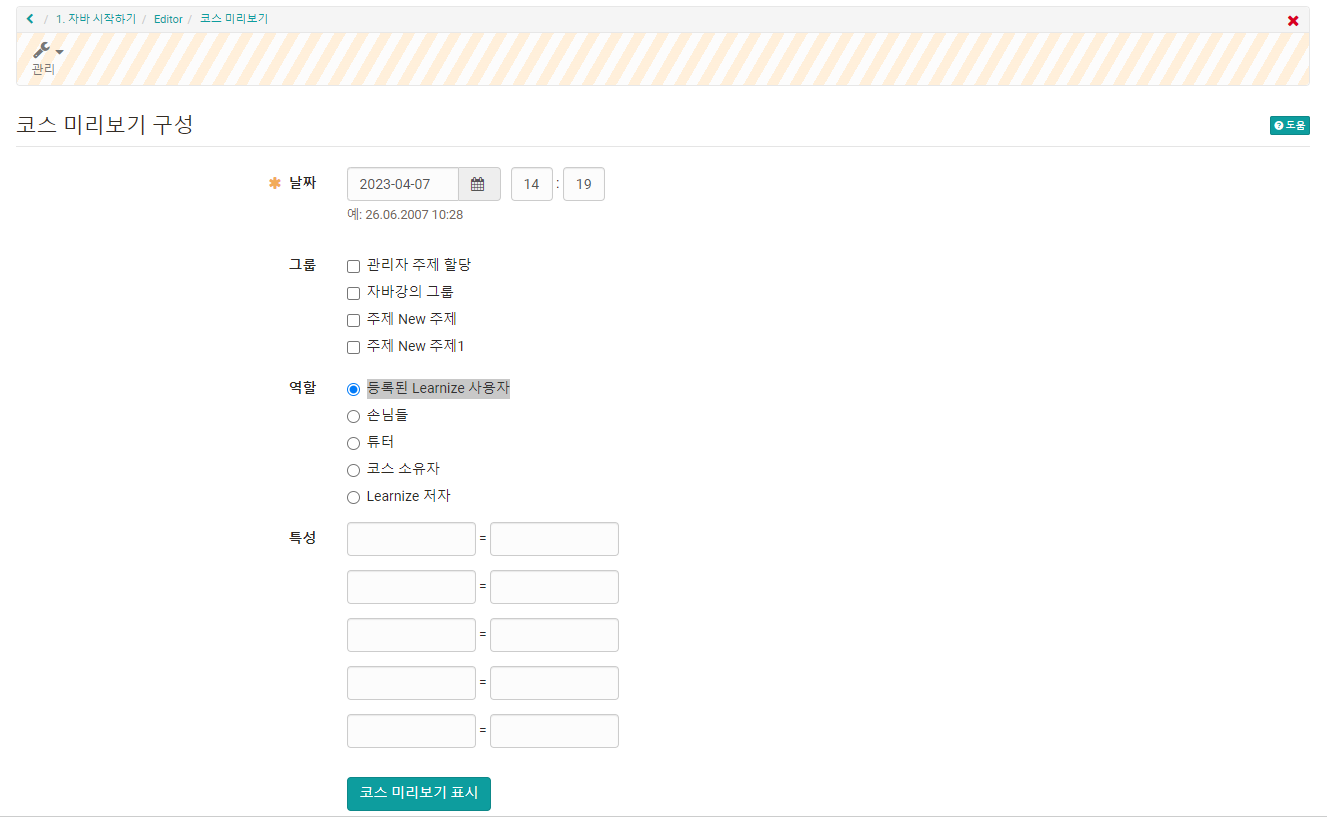 / 1. 자바 시작하기 / Editor / 코스 미리보기
관리
코스 미리보기 구성
도움
날짜 2023-04-07 14 : 19
예: 26.06.2007 10:28
그룹 관리자 주제 할당
자바강의 그룹
주제 New 주제
주제 New 주제1
역할 등록된 Learnize 사용자
손님들
튜터
코스 소유자
Learnize 저자
특성 =
=
=
=
=
코스 미리보기 표시